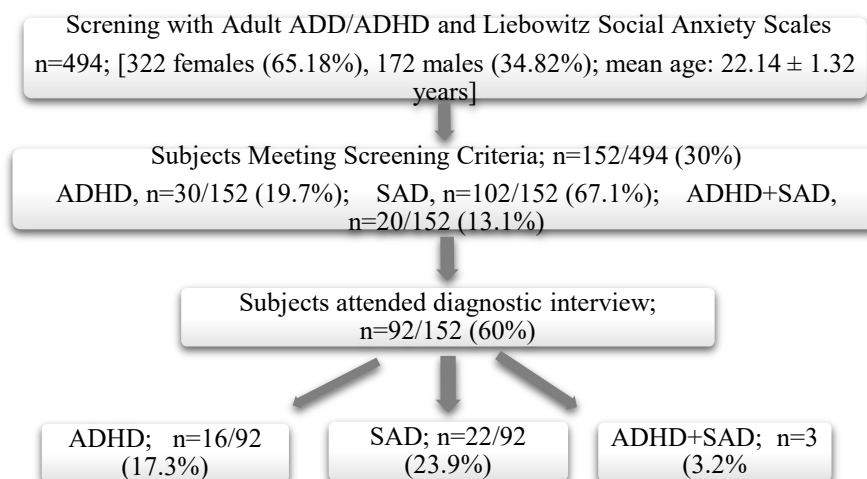 Screning with Adult ADD/ADHD and Liebowitz Social Anxiety Scales
n=494; [322 females (65.18%), 172 males (34.82%); mean age: 22.14 ± 1.32
years]
Subjects Meeting Screening Criteria; n=152/494 (30%)
ADHD, n=30/152 (19.7%); SAD, n=102/152 (67.1%); ADHD+SAD,
n=20/152 (13.1%)
Subjects attended diagnostic interview;
n=92/152 (60%)
ADHD; n=16/92
(17.3%)
SAD; n=22/92
(23.9%)
ADHD+SAD; n=3
(3.2%